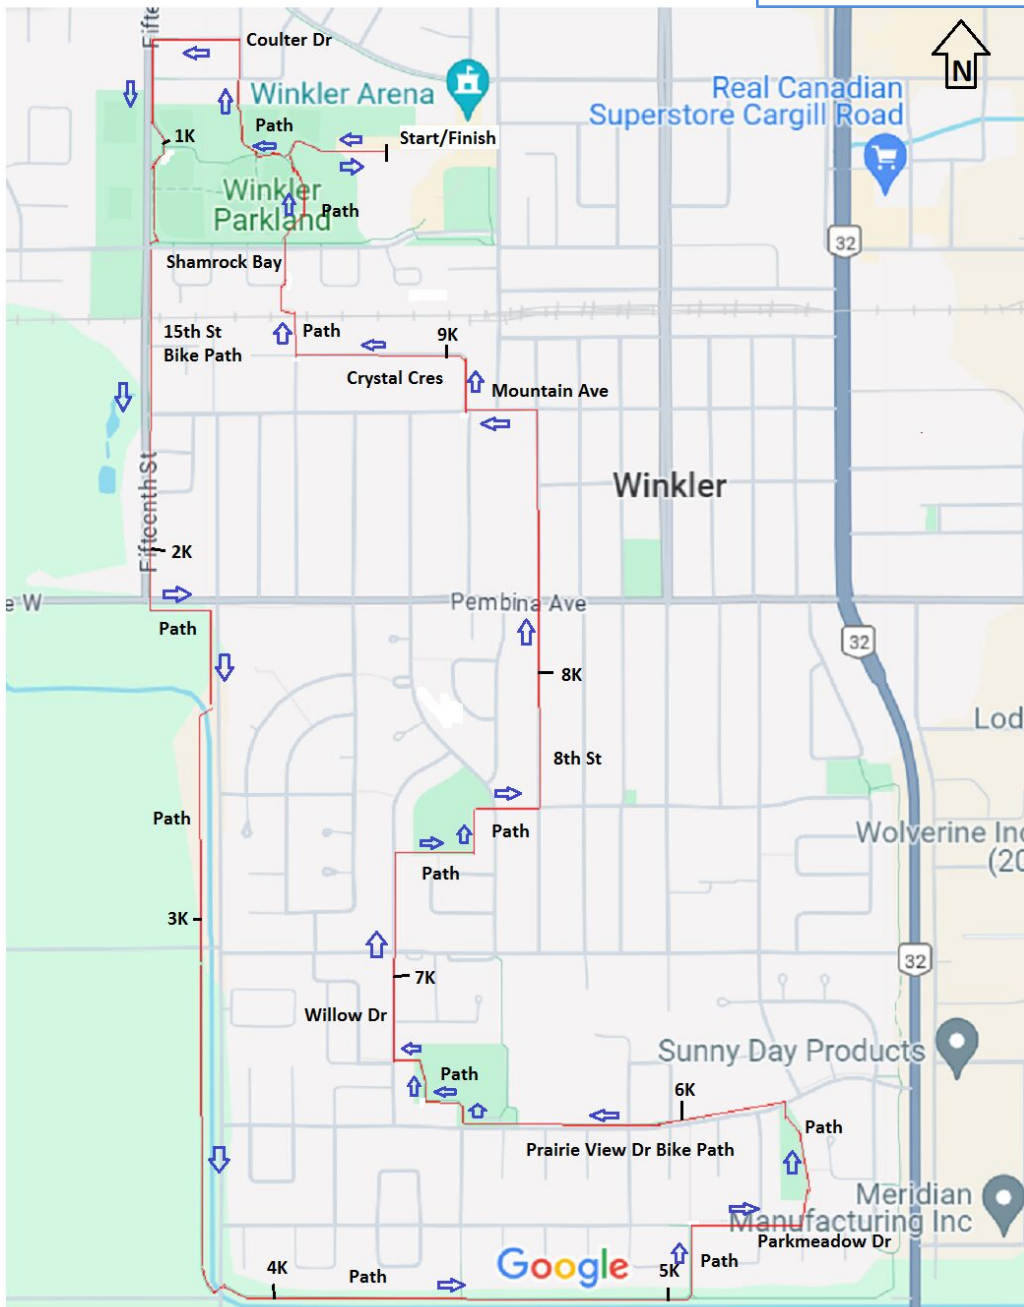 Fifte
Coulter Dr
N
Winkler Arena
Real Canadian
Superstore Cargill Road
Path
1K
Start/Finish
Winkler
Parkland
Path
32
Shamrock Bay
15th St
Bike Path
Path
9K
Crystal Cres
Mountain Ave
Fifteenth St
Winkler
2K
e W
Pembina Ave
Path
32
8K
Lod
8th St
Path
Path
Wolverine Inc
(20
Path
3K
32
7K
Willow Dr
Sunny Day Products
Path
6K
Path
Prairie View Dr Bike Path
Meridian
Manufacturing Inc
Parkmeadow Dr
4K
Path
Google
5K
Path